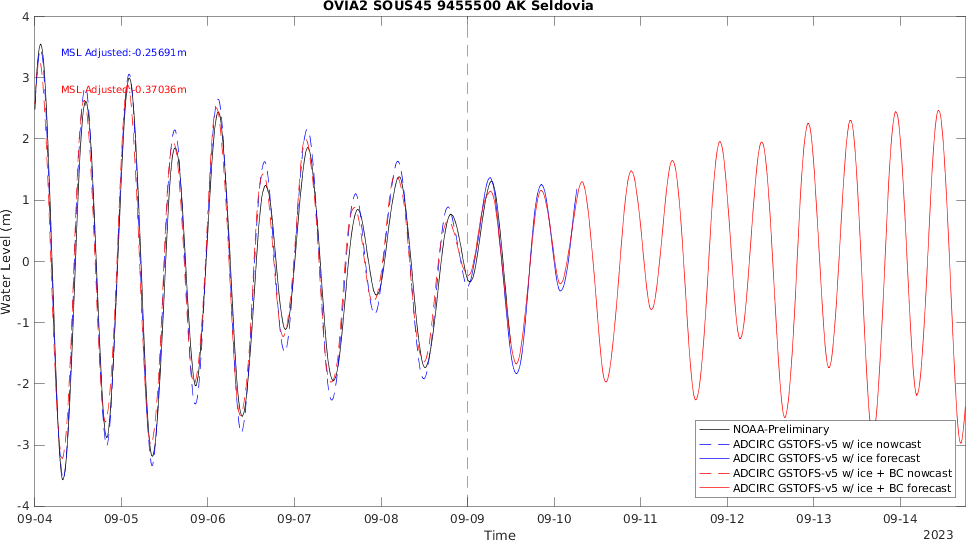 OVIA2 SOUS45 9455500 AK Seldovia
4
3
2
1
0
-1
-2
-3
-4
Water Level (m)
MSL Adjusted:-0.25691m
MSL Adjusted:-0.37036m
NOAA-Preliminary
ADCIRC GSTOFS-v5 w/ ice nowcast
ADCIRC GSTOFS-v5 w/ ice forecast
ADCIRC GSTOFS-v5 w/ ice + BC nowcast
ADCIRC GSTOFS-v5 w/ ice + BC forecast
09-04 09-05 09-06 09-07 09-08 09-09 09-10 09-11 09-12 09-13 09-14
Time
2023